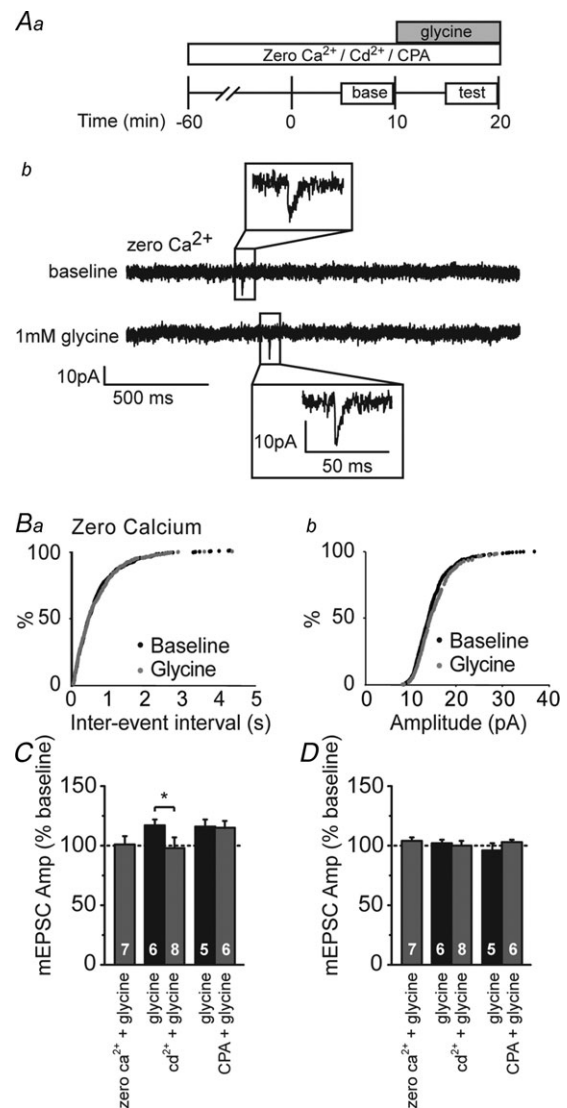 Aa
glycine
Zero Ca2+ / Cd2+ / CPA
base
test
Time (min)
-60
0
10
20
b
zero Ca2+
baseline
1mM glycine
10pA
500 ms
10pA
50 ms
Ba Zero Calcium
b
100
50
0
%
Baseline
Glycine
0 1 2 3 4 5
Inter-event interval (s)
100
50
0
%
Baseline
Glycine
0 10 20 30 40
Amplitude (pA)
C
mEPSC Amp (% baseline)
150
100
50
0
*
7 6 8 5 6
zero ca2+ + glycine
glycine
cd2+ + glycine
glycine
CPA + glycine
D
mEPSC Amp (% baseline)
150
100
50
0
7 6 8 5 6
zero ca2+ + glycine
glycine
cd2+ + glycine
glycine
CPA + glycine